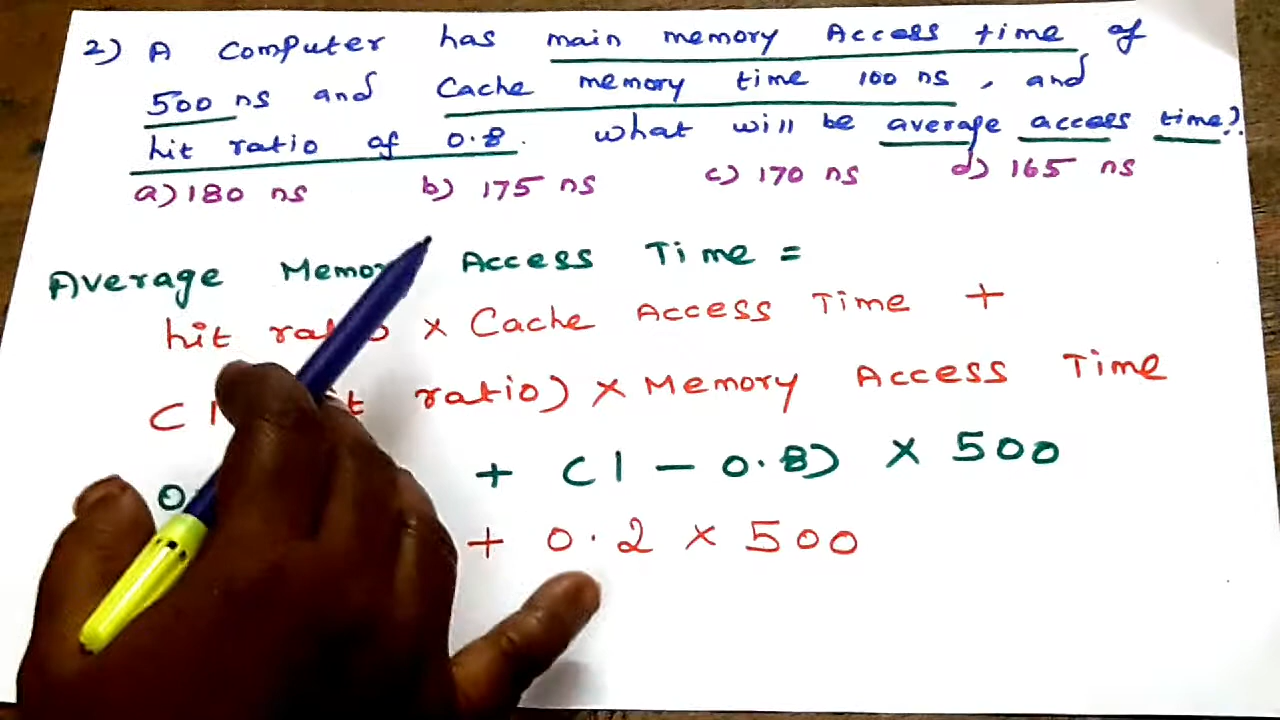 2) A Computer has main memory Access time of
500 ns and Cache memory time 100 ns, and
hit ratio of 0.8. what will be average access time?
a) 180 ns b) 175 ns c) 170 ns d) 165 ns
Average Access Time =
hit x Cache Access Time +
(1 ratio) x Memory Access Time
+ (1 - 0.8) x 500
+ 0.2 x 500